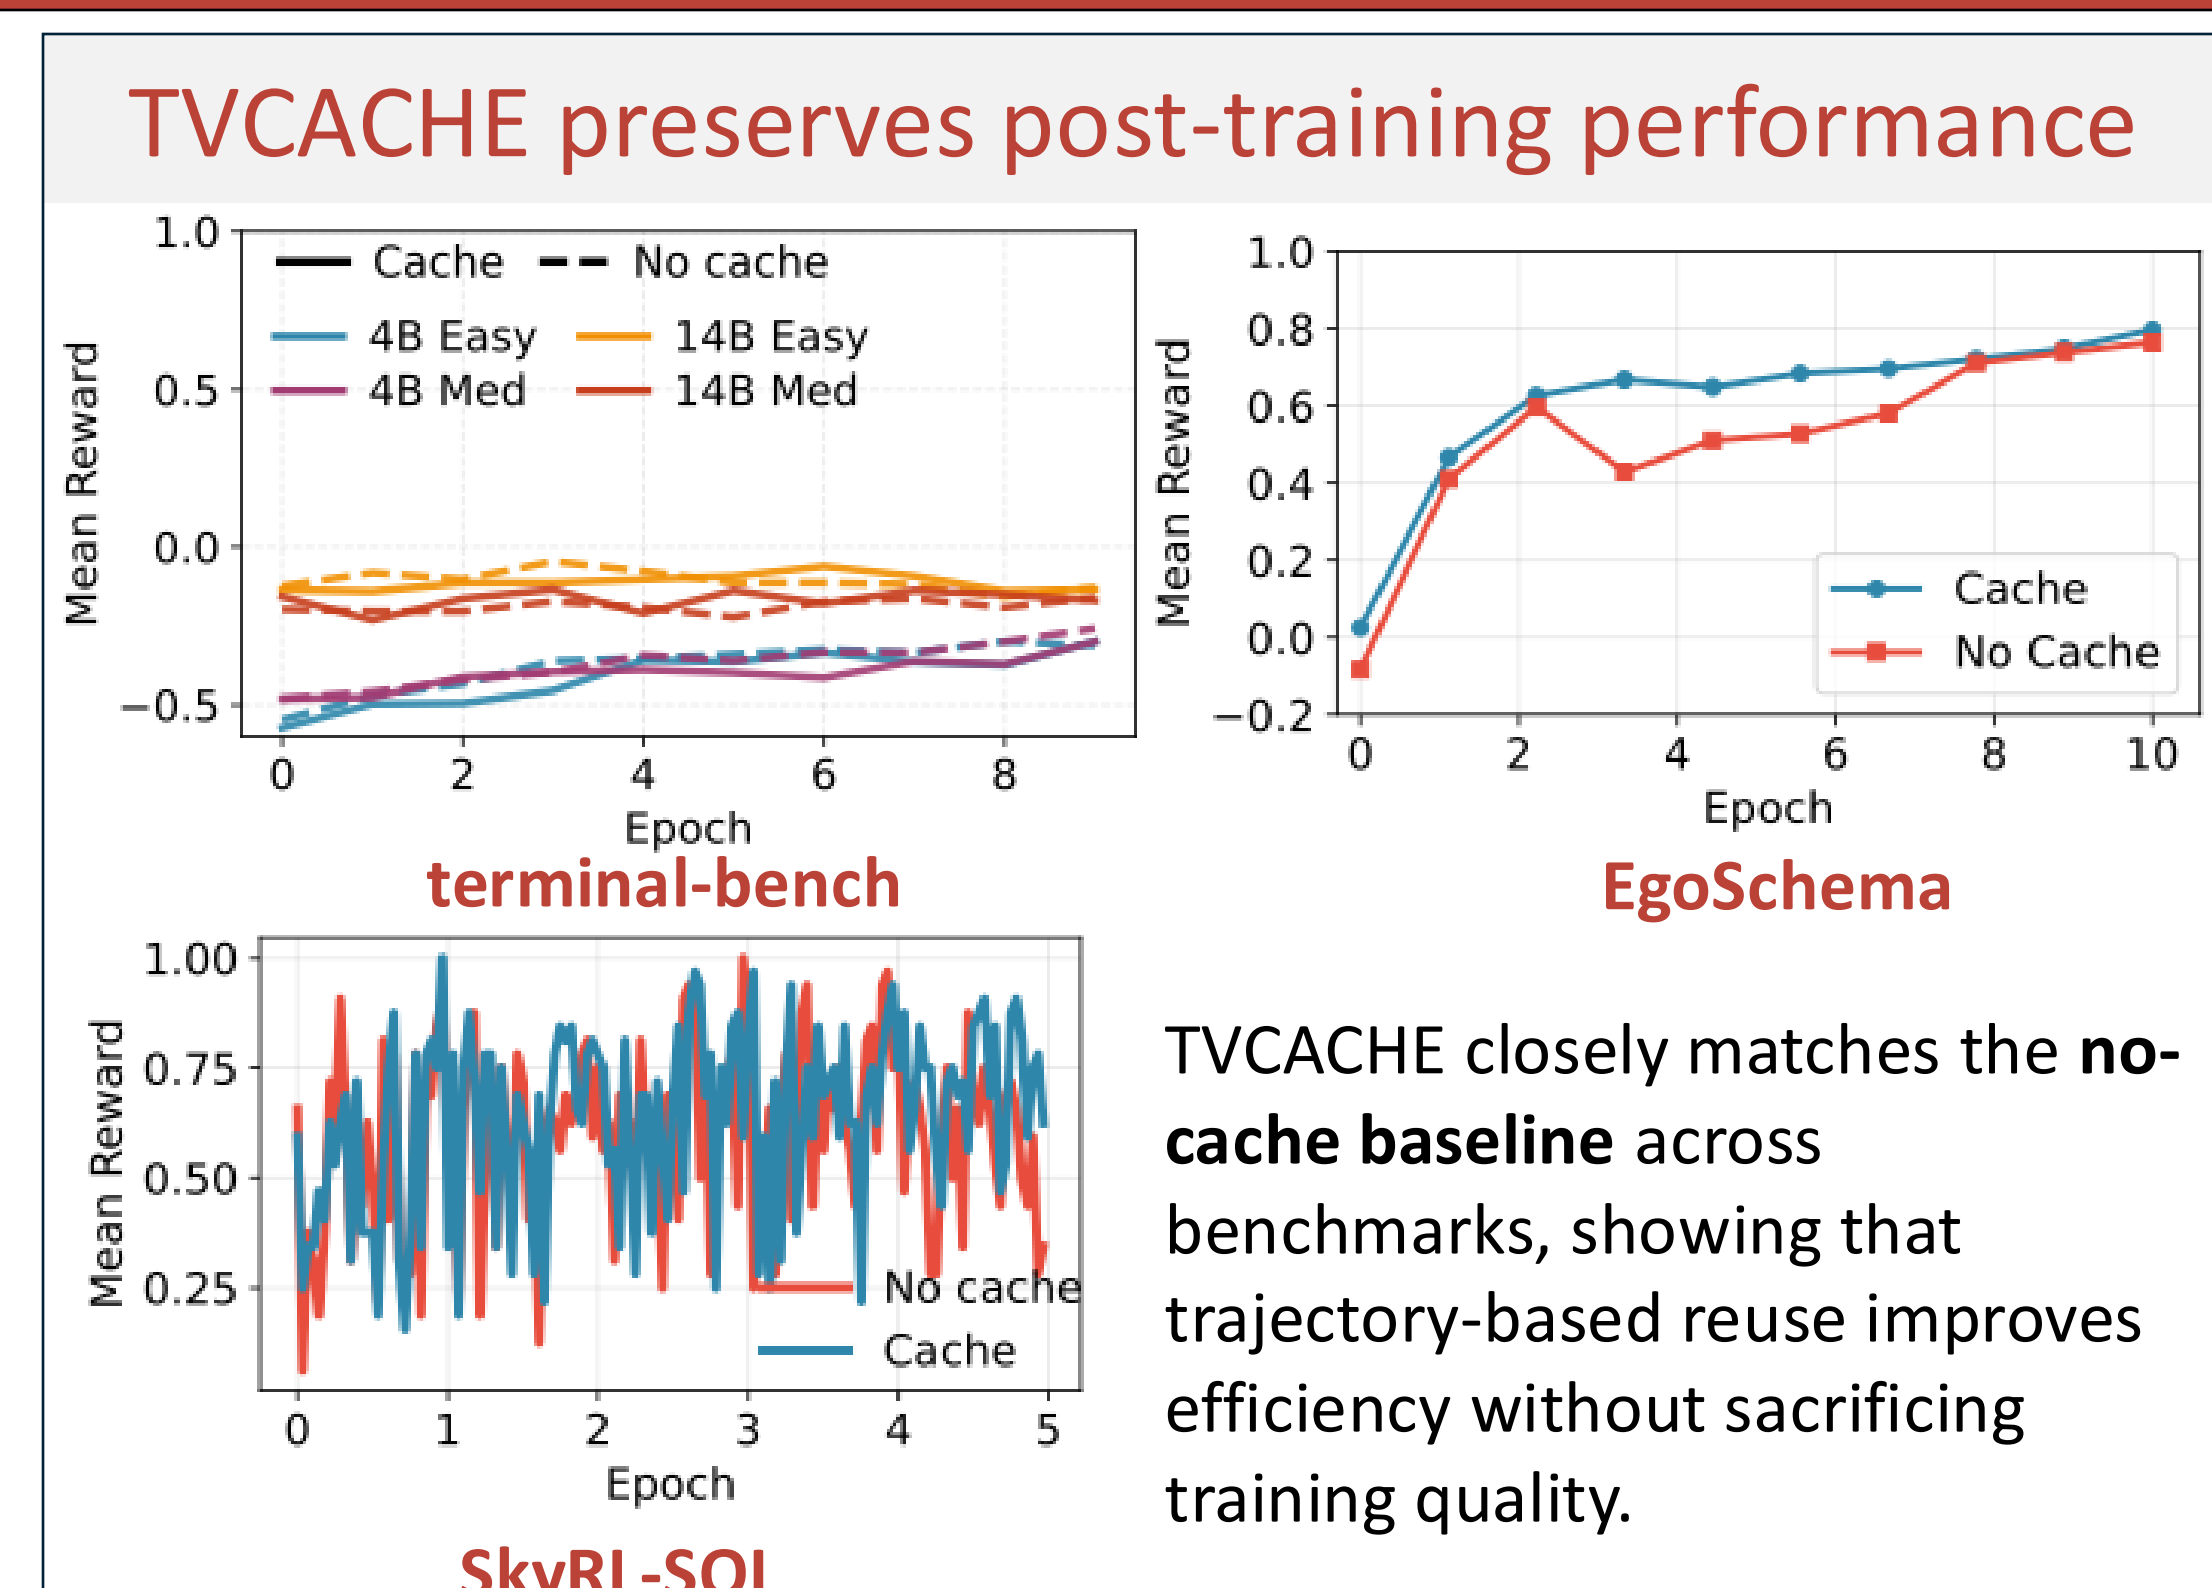 TVCACHE preserves post-training performance
1.0
0.5
0.0
−0.5
Mean Reward
Cache
No cache
4B Easy
14B Easy
4B Med
14B Med
0 2 4 6 8
Epoch
terminal-bench
1.0
0.8
0.6
0.4
0.2
0.0
−0.2
Mean Reward
Cache
No Cache
0 2 4 6 8 10
Epoch
EgoSchema
1.00
0.75
0.50
0.25
Mean Reward
No cache
Cache
0 1 2 3 4 5
Epoch
SkyRL-SQL
TVCACHE closely matches the no-
cache baseline across
benchmarks, showing that
trajectory-based reuse improves
efficiency without sacrificing
training quality.